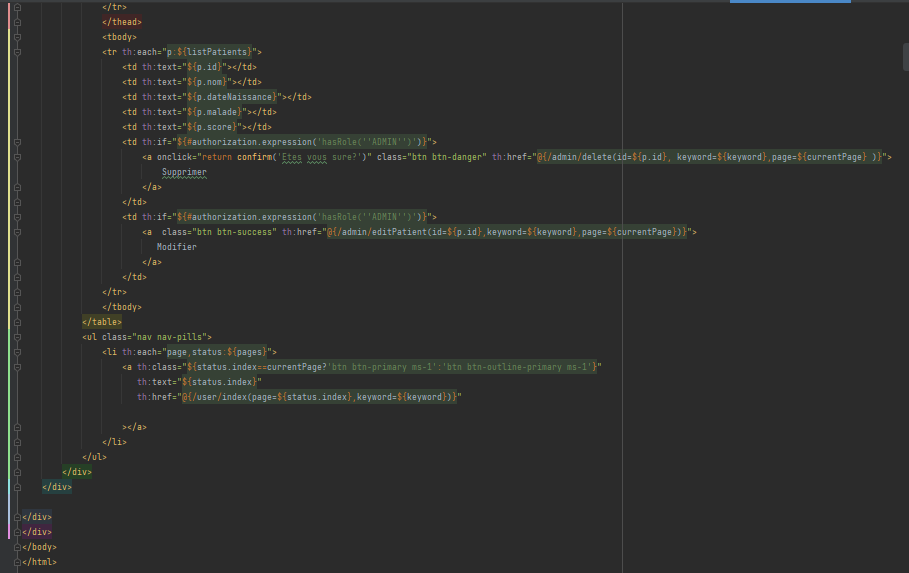 </tr>
</thead>
<tbody>
<tr th:each="p:${listPatients}">
<td th:text="${p.id}"></td>
<td th:text="${p.nom}"></td>
<td th:text="${p.dateNaissance}"></td>
<td th:text="${p.malade}"></td>
<td th:text="${p.score}"></td>
<td th:if="${#authorization.expression('hasRole(''ADMIN'')')}">
<a onclick="return confirm('Etes vous sure?')" class="btn btn-danger" th:href="@{/admin/delete(id=${p.id}, keyword=${keyword},page=${currentPage} )}">
Supprimer
</a>
</td>
<td th:if="${#authorization.expression('hasRole(''ADMIN'')')}">
<a  class="btn btn-success" th:href="@{/admin/editPatient(id=${p.id},keyword=${keyword},page=${currentPage})}">
Modifier
</a>
</td>
</tr>
</tbody>
</table>
<ul class="nav nav-pills">
<li th:each="page,status:${pages}">
<a th:class="${status.index==currentPage?'btn btn-primary ms-1':'btn btn-outline-primary ms-1'}"
th:text="${status.index}"
th:href="@{/user/index(page=${status.index},keyword=${keyword})}"
></a>
</li>
</ul>
</div>
</div>
</div>
</div>
</body>
</html>